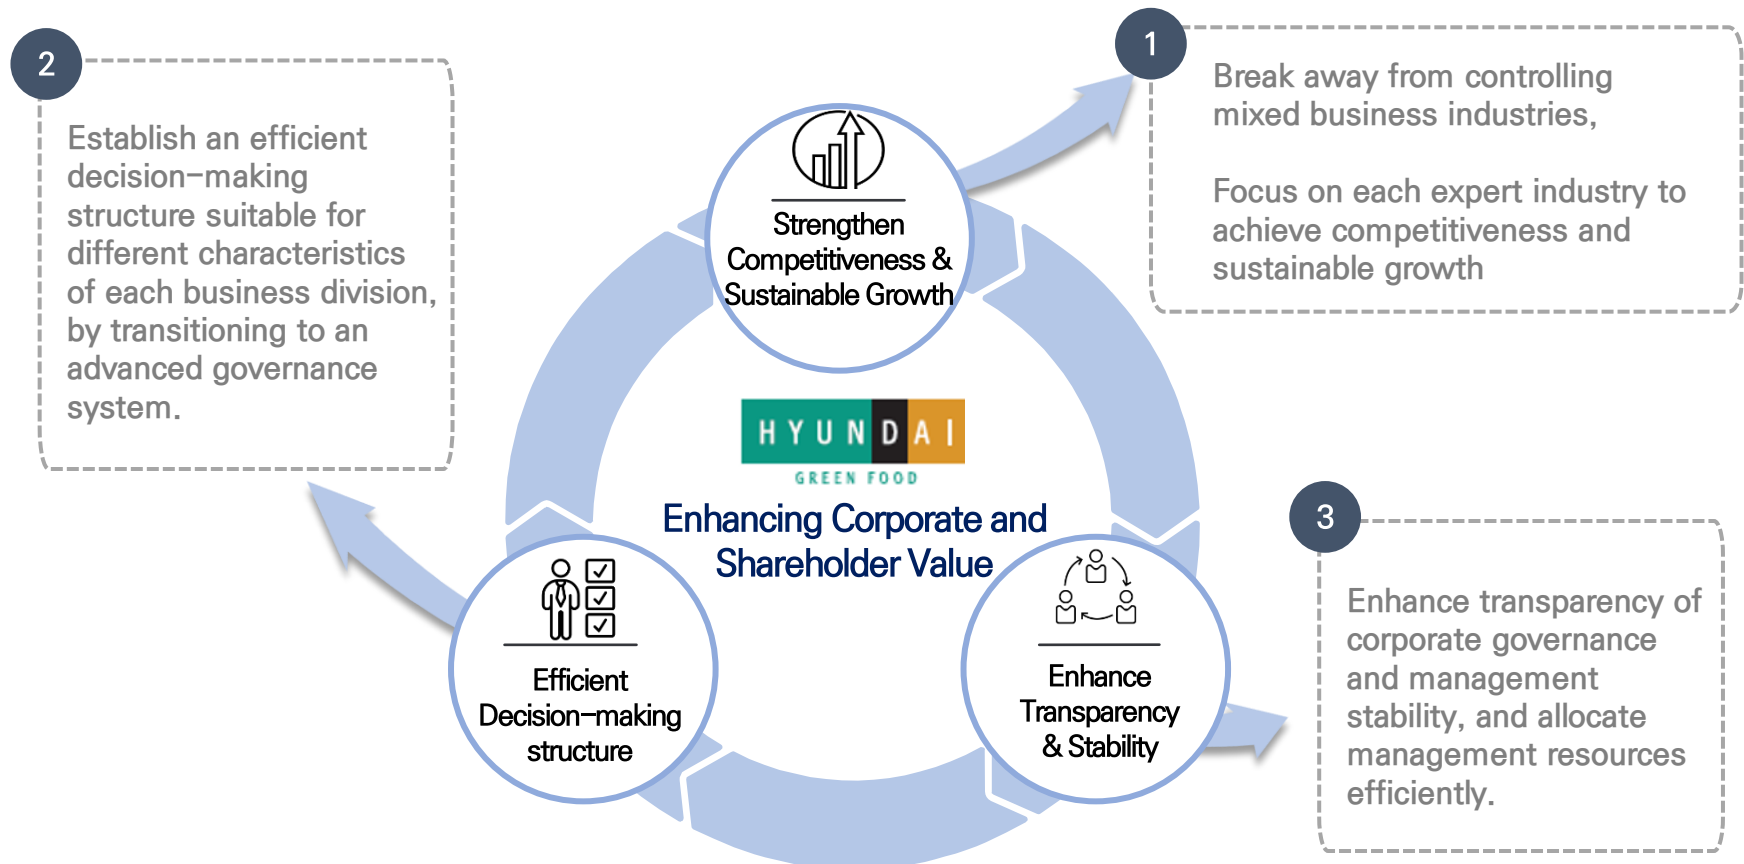 1
Break away from controlling
mixed business industries,
Focus on each expert industry to
achieve competitiveness and
sustainable growth
2
Establish an efficient
decision-making
structure suitable for
different characteristics
of each business division,
by transitioning to an
advanced governance
system.
Strengthen
Competitiveness &
Sustainable Growth
HYUNDAI
GREEN FOOD
Enhancing Corporate and
Shareholder Value
Efficient
Decision-making
structure
Enhance
Transparency
& Stability
3
Enhance transparency of
corporate governance
and management
stability, and allocate
management resources
efficiently.